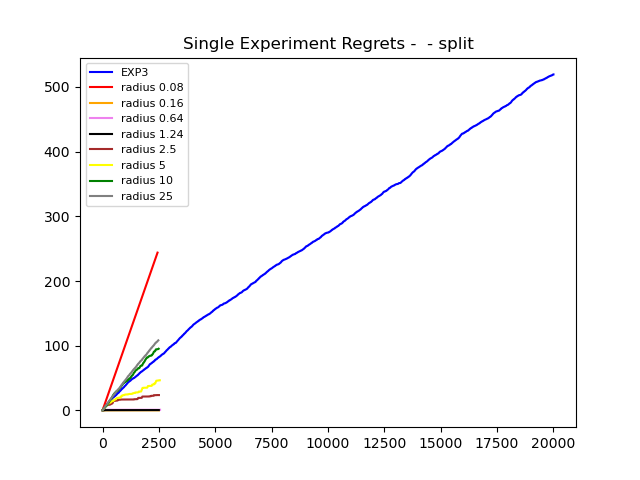 Single Experiment Regrets -  - split
EXP3
radius 0.08
radius 0.16
radius 0.64
radius 1.24
radius 2.5
radius 5
radius 10
radius 25
500
400
300
200
100
0
0 2500 5000 7500 10000 12500 15000 17500 20000